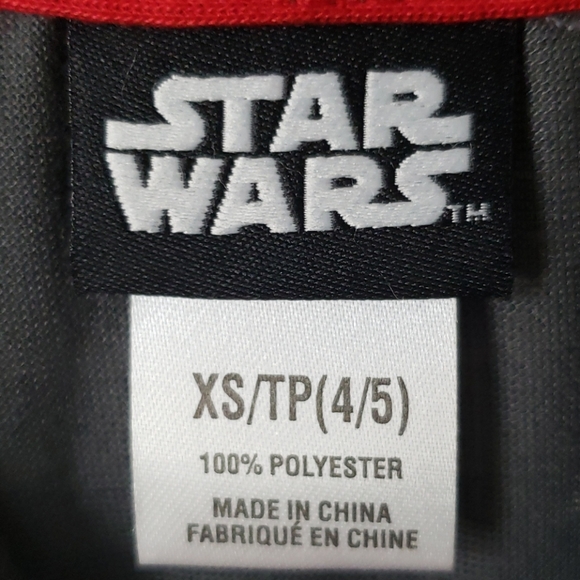 STAR
WARS TM
XS/TP(4/5)
100% POLYESTER
MADE IN CHINA
FABRIQUÉ EN CHINE